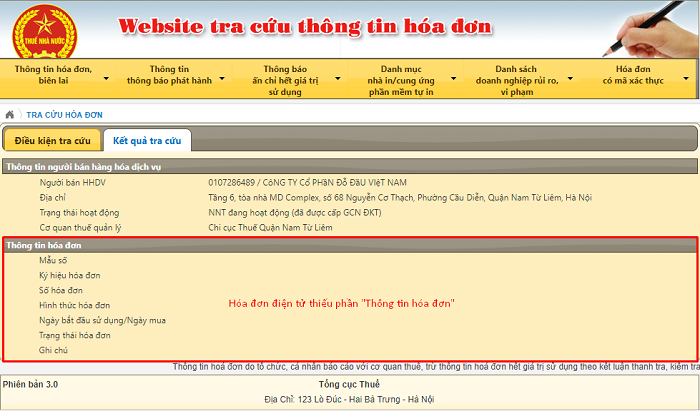 THUẾ NHÀ NƯỚC
Website tra cứu thông tin hóa đơn
Thông tin hóa đơn,
biên lai
Thông tin
thông báo phát hành
Thông báo
ấn chỉ hết giá trị
sử dụng
Danh mục
nhà in/cung ứng
phần mềm tự in
Danh sách
doanh nghiệp rủi ro,
vi phạm
Hóa đơn
có mã xác thực
TRA CỨU HÓA ĐƠN
Điều kiện tra cứu
Kết quả tra cứu
Thông tin người bán hàng hóa dịch vụ
Người bán HHDV 0107286489 / CôNG TY Cổ PHầN Đỗ ĐầU VIệT NAM
Địa chỉ Tầng 6, tòa nhà MD Complex, số 68 Nguyễn Cơ Thạch, Phường Cầu Diễn, Quận Nam Từ Liêm, Hà Nội
Trạng thái hoạt động NNT đang hoạt động (đã được cấp GCN ĐKT)
Cơ quan thuế quản lý Chi cục Thuế Quận Nam Từ Liêm
Thông tin hóa đơn
Mẫu số
Ký hiệu hóa đơn
Số hóa đơn
Hình thức hóa đơn
Hóa đơn điện tử thiếu phần "Thông tin hóa đơn"
Ngày bắt đầu sử dụng/Ngày mua
Trạng thái hóa đơn
Ghi chú
Thông tin hoá đơn do tổ chức, cá nhân báo cáo với cơ quan thuế, trừ thông tin hoá đơn hết giá trị sử dụng theo kết luận thanh tra, kiểm tra
Phiên bản 3.0
Tổng cục Thuế
Địa Chỉ: 123 Lò Đúc - Hai Bà Trưng - Hà Nội